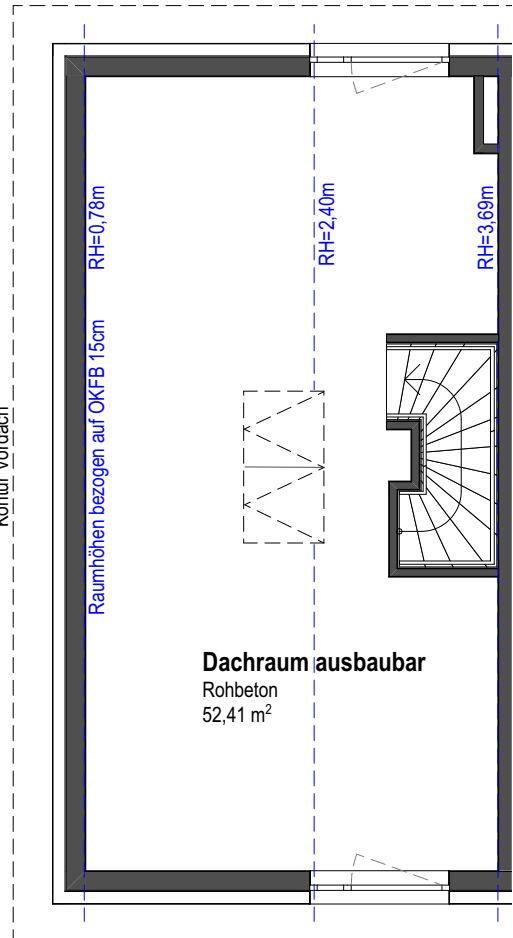 RH=0,78m
RH=2,40m
RH=3,69m
Raumhöhen bezogen auf OKFB 15cm
Kontur Vordach
Dachraum ausbaubar
Rohbeton
52,41 m²